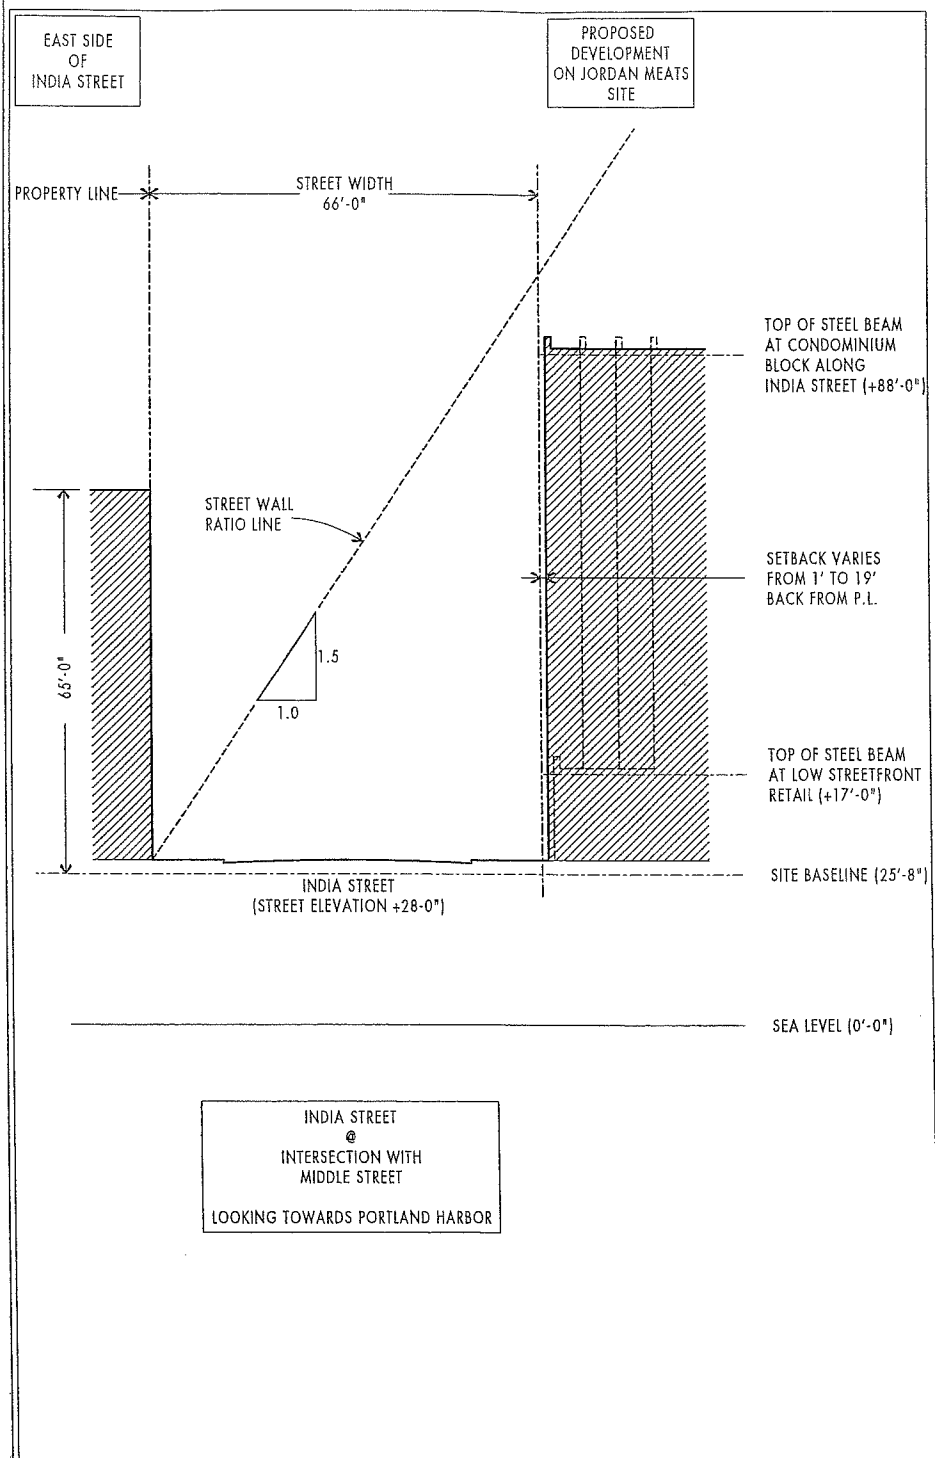 EAST SIDE
OF
INDIA STREET
PROPOSED
DEVELOPMENT
ON JORDAN MEATS
SITE
PROPERTY LINE
STREET WIDTH
66'-0"
TOP OF STEEL BEAM
AT CONDOMINIUM
BLOCK ALONG
INDIA STREET (+88'-0")
STREET WALL
RATIO LINE
SETBACK VARIES
FROM 1' TO 19'
BACK FROM P.L.
65'-0"
1.5
1.0
TOP OF STEEL BEAM
AT LOW STREETFRONT
RETAIL (+17'-0")
SITE BASELINE (25'-8")
INDIA STREET
(STREET ELEVATION +28-0")
SEA LEVEL (0'-0")
INDIA STREET
@
INTERSECTION WITH
MIDDLE STREET
LOOKING TOWARDS PORTLAND HARBOR